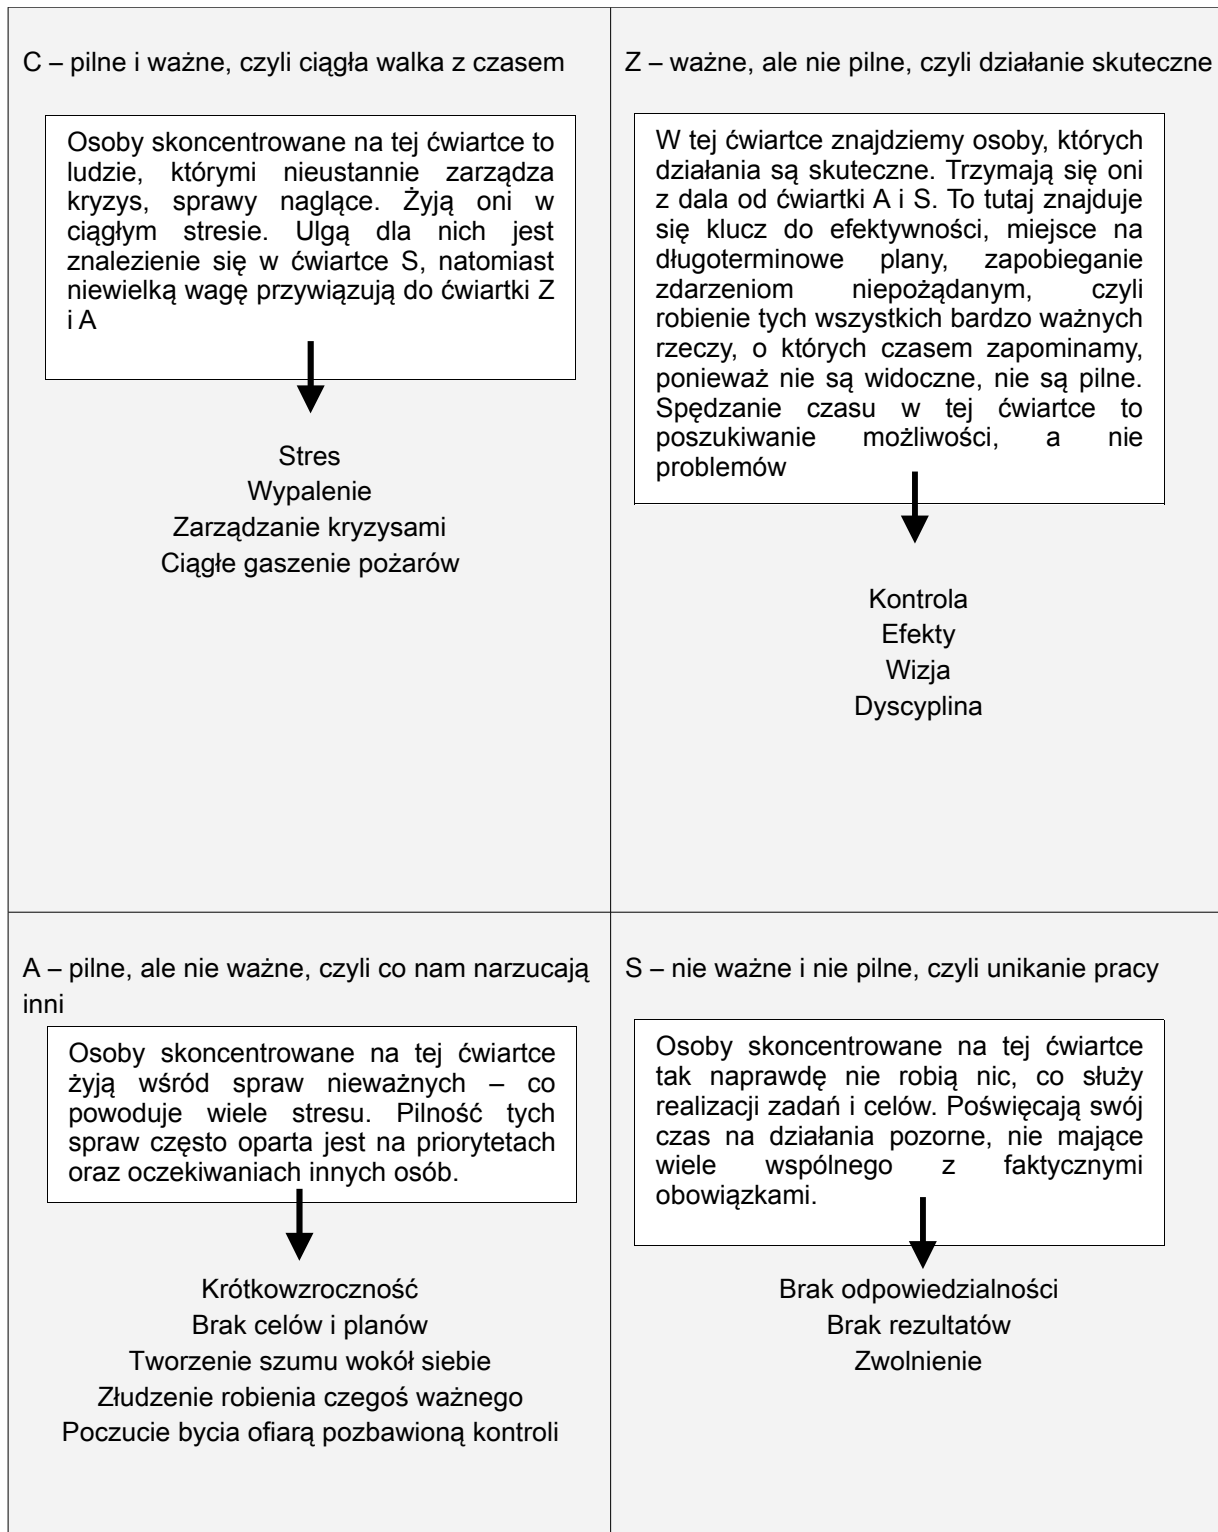 C – pilne i ważne, czyli ciągła walka z czasem
Osoby skoncentrowane na tej ćwiartce to
ludzie, którymi nieustannie zarządza
kryzys, sprawy naglące. Żyją oni w
ciągłym stresie. Ulgą dla nich jest
znalezienie się w ćwiartce S, natomiast
niewielką wagę przywiązują do ćwiartki Z
i A
Stres
Wypalenie
Zarządzanie kryzysami
Ciągłe gaszenie pożarów
Z – ważne, ale nie pilne, czyli działanie skuteczne
W tej ćwiartce znajdziemy osoby, których
działania są skuteczne. Trzymają się oni
z dala od ćwiartki A i S. To tutaj znajduje
się klucz do efektywności, miejsce na
długoterminowe plany, zapobieganie
zdarzeniom niepożądanym, czyli
robienie tych wszystkich bardzo ważnych
rzeczy, o których czasem zapominamy,
ponieważ nie są widoczne, nie są pilne.
Spędzanie czasu w tej ćwiartce to
poszukiwanie możliwości, a nie
problemów
Kontrola
Efekty
Wizja
Dyscyplina
A – pilne, ale nie ważne, czyli co nam narzucają
inni
Osoby skoncentrowane na tej ćwiartce
żyją wśród spraw nieważnych – co
powoduje wiele stresu. Pilność tych
spraw często oparta jest na priorytetach
oraz oczekiwaniach innych osób.
Krótkowzroczność
Brak celów i planów
Tworzenie szumu wokół siebie
Złudzenie robienia czegoś ważnego
Poczucie bycia ofiarą pozbawioną kontroli
S – nie ważne i nie pilne, czyli unikanie pracy
Osoby skoncentrowane na tej ćwiartce
tak naprawdę nie robią nic, co służy
realizacji zadań i celów. Poświęcają swój
czas na działania pozorne, nie mające
wiele wspólnego z faktycznymi
obowiązkami.
Brak odpowiedzialności
Brak rezultatów
Zwolnienie